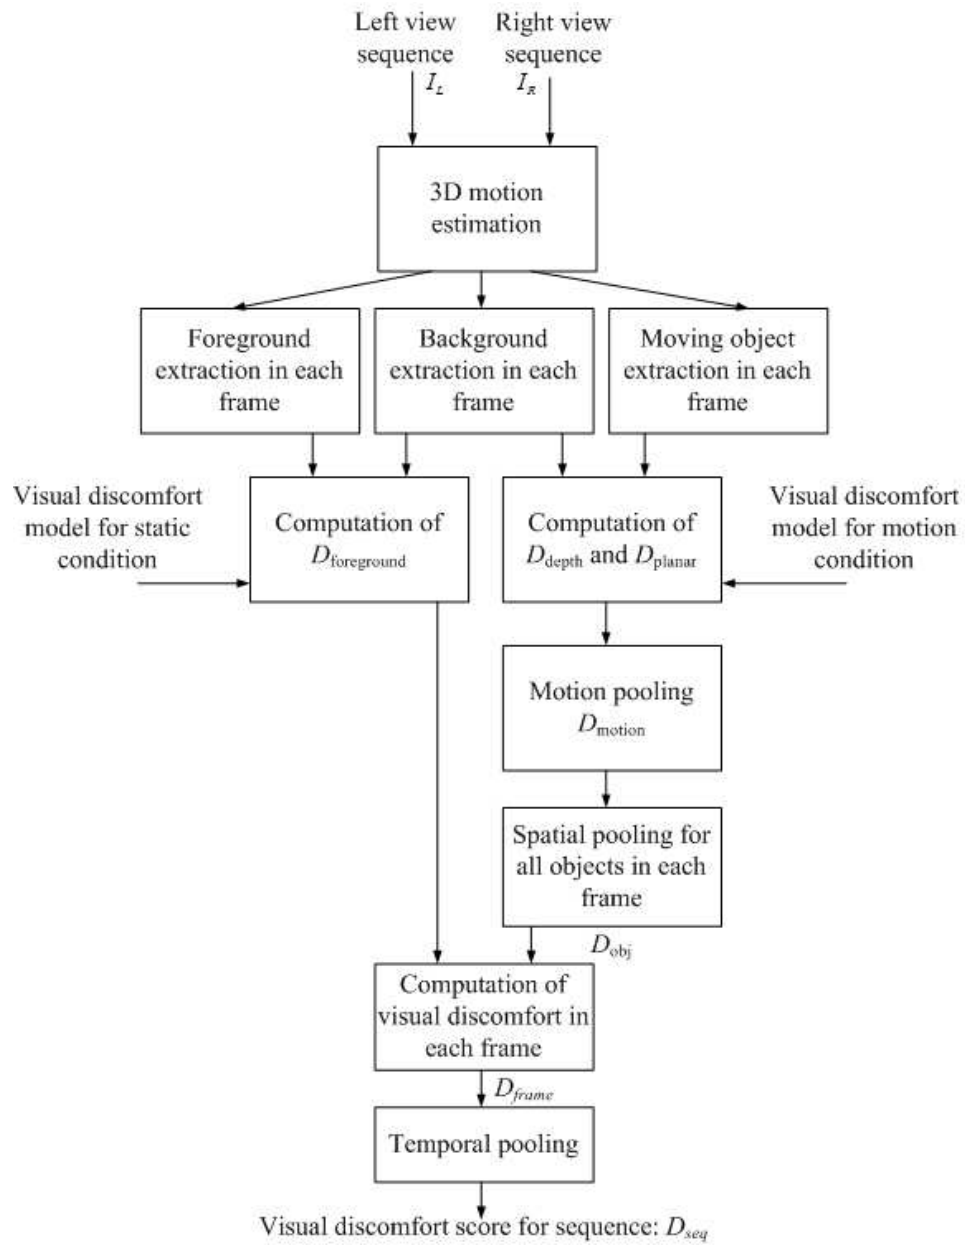 Left view
sequence
Right view
sequence
I_L
I_R
3D motion
estimation
Foreground
extraction in each
frame
Background
extraction in each
frame
Moving object
extraction in each
frame
Visual discomfort
model for static
condition
Computation of
D_foreground
Computation of
D_depth and D_planar
Visual discomfort
model for motion
condition
Motion pooling
D_motion
Spatial pooling for
all objects in each
frame
D_obj
Computation of
visual discomfort in
each frame
D_frame
Temporal pooling
Visual discomfort score for sequence: D_seq